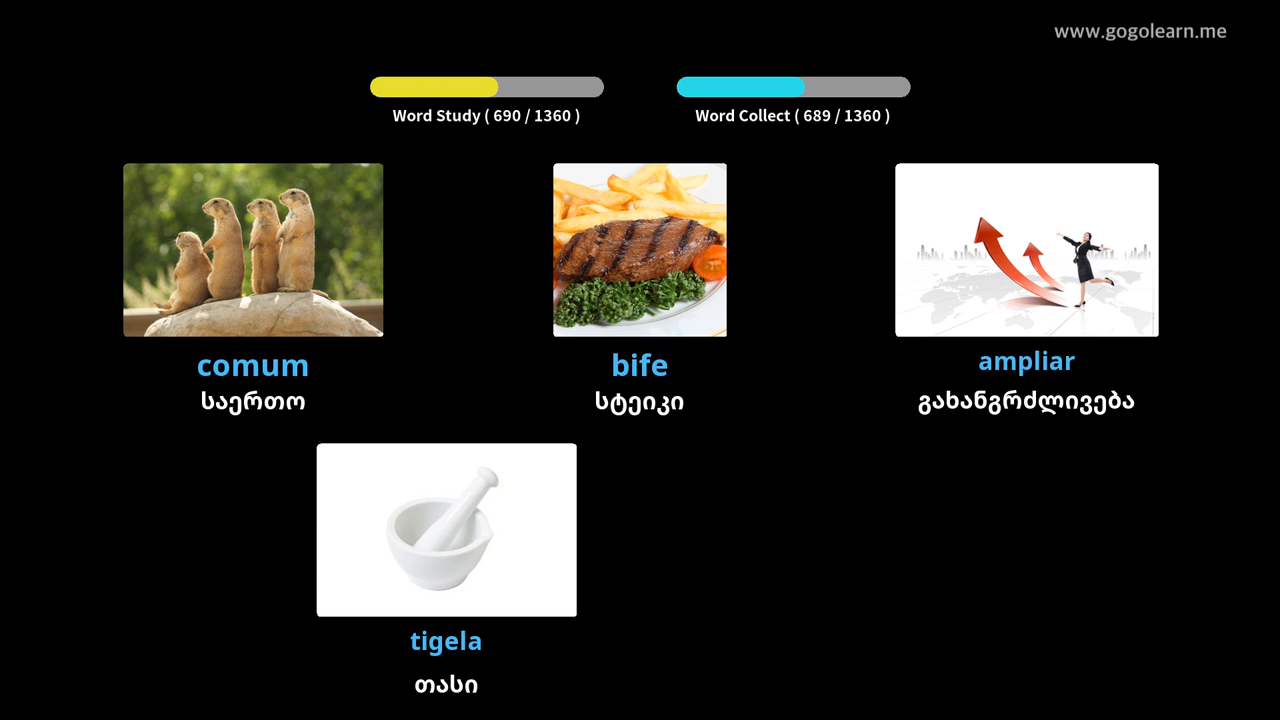 www.gogolearn.me
Word Study ( 690 / 1360 )
Word Collect ( 689 / 1360 )
comum
საერთო
bife
სტეიკი
ampliar
გახანგრძლივება
tigela
თასი